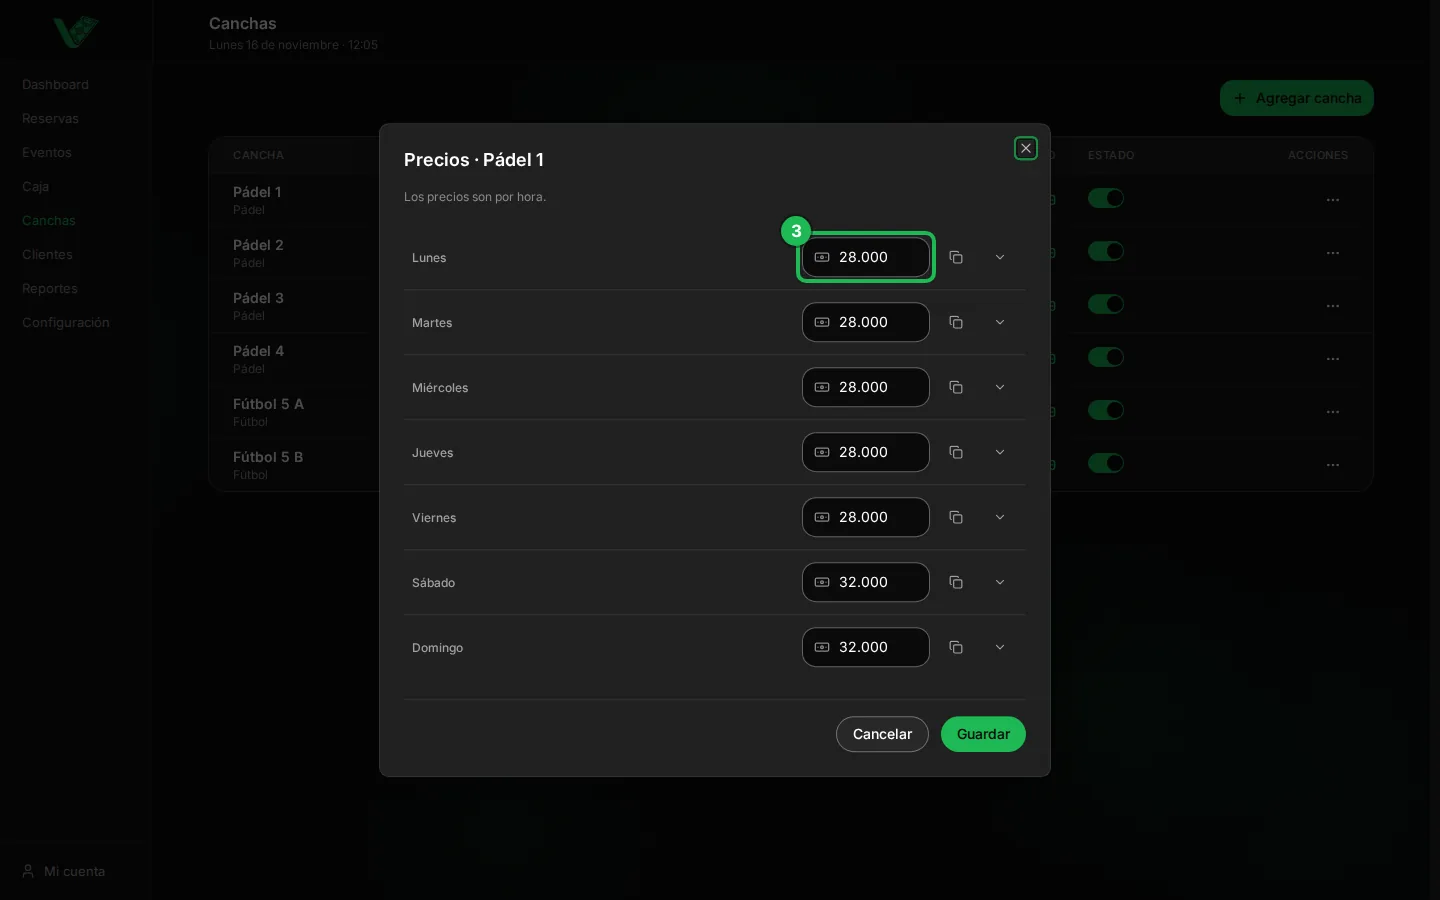 Canchas
Lunes 16 de noviembre · 12:05
Dashboard
Reservas
Eventos
Caja
Canchas
Clientes
Reportes
Configuración
Mi cuenta
+ Agregar cancha
CANCHA
ESTADO
ACCIONES
Pádel 1
Pádel
Pádel 2
Pádel
Pádel 3
Pádel
Pádel 4
Pádel
Fútbol 5 A
Fútbol
Fútbol 5 B
Fútbol
Precios · Pádel 1
Los precios son por hora.
3
Lunes 28.000
Martes 28.000
Miércoles 28.000
Jueves 28.000
Viernes 28.000
Sábado 32.000
Domingo 32.000
Cancelar Guardar